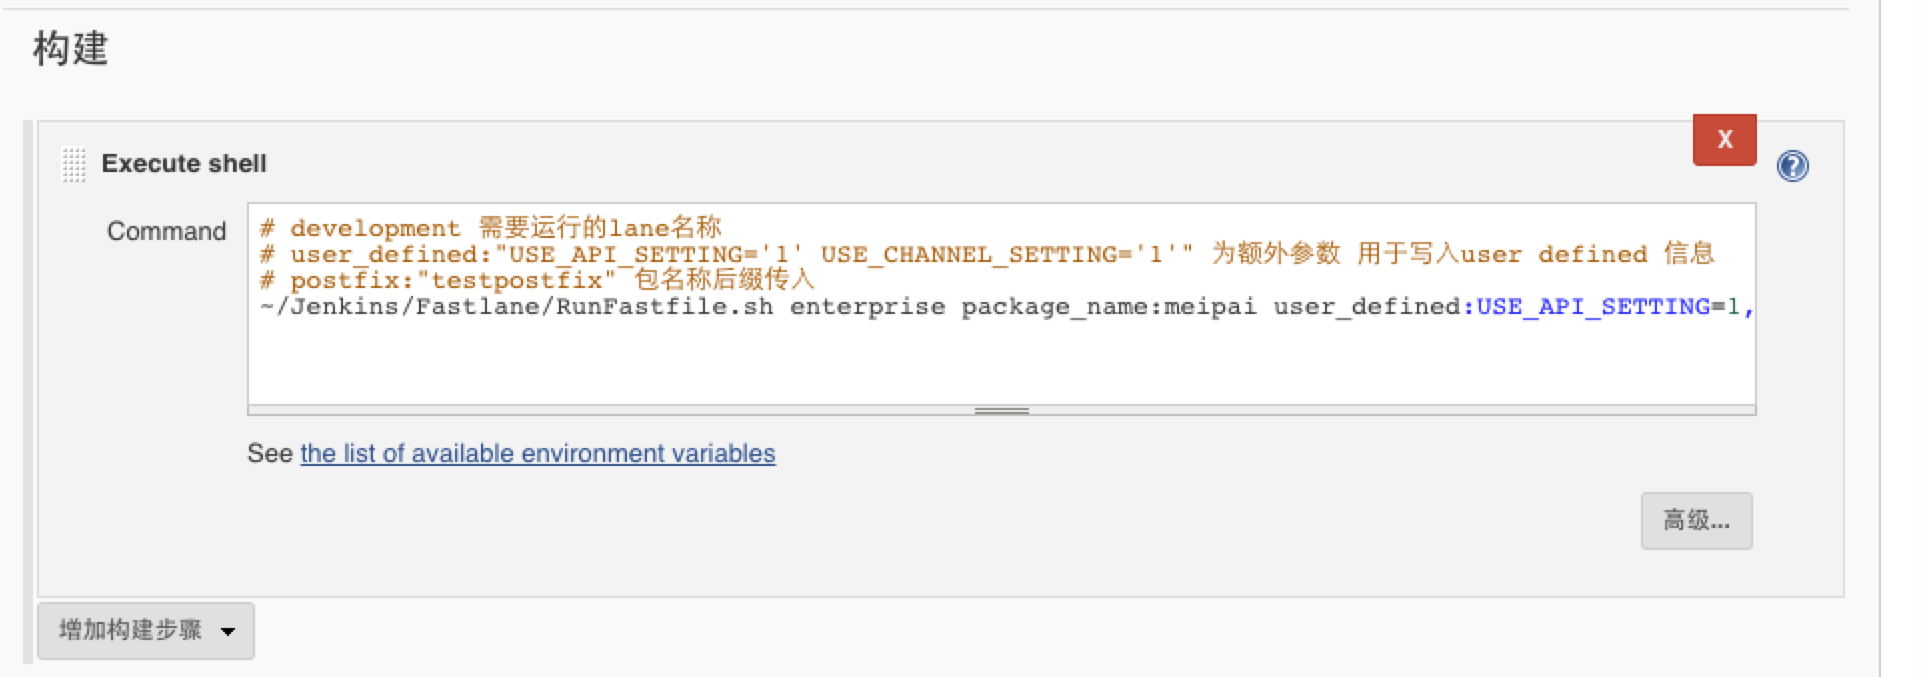 构建
Execute shell
X
?
Command
# development 需要运行的lane名称
# user_defined:"USE_API_SETTING='1' USE_CHANNEL_SETTING='1'" 为额外参数 用于写入user defined 信息
# postfix:"testpostfix" 包名称后缀传入
~/Jenkins/Fastlane/RunFastfile.sh enterprise package_name:meipai user_defined:USE_API_SETTING=1,
See the list of available environment variables
高级...
增加构建步骤